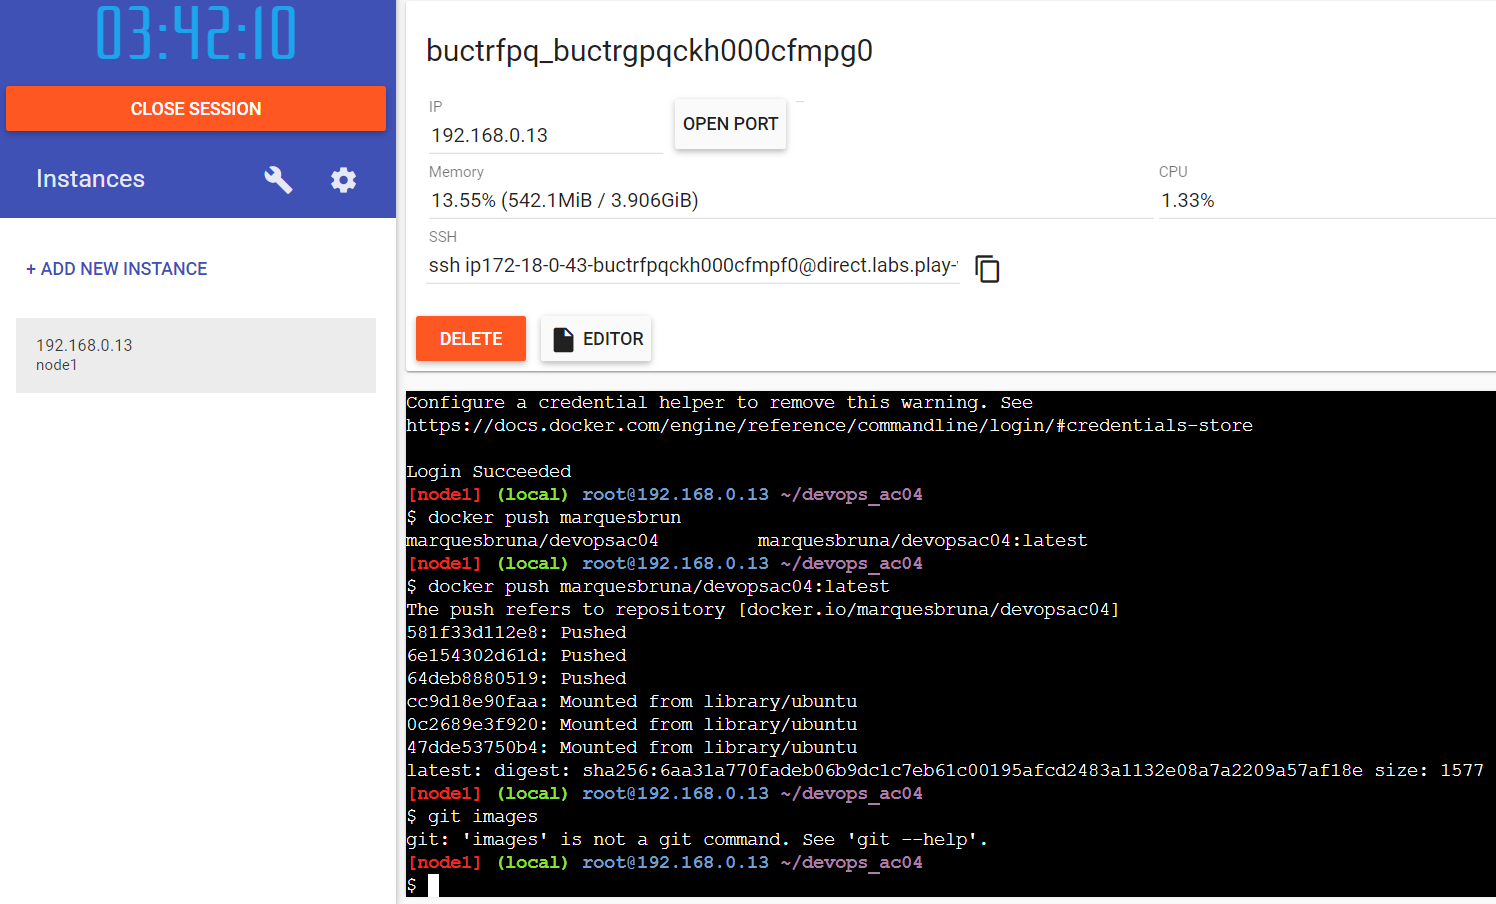 03:42:10
CLOSE SESSION
Instances
+ ADD NEW INSTANCE
192.168.0.13
node1
buctrfpq_buctrgpqckh000cfmpg0
IP
192.168.0.13
OPEN PORT
Memory
13.55% (542.1MiB / 3.906GiB)
CPU
1.33%
SSH
ssh ip172-18-0-43-buctrfpqckh000cfmpf0@direct.labs.play-
DELETE
EDITOR
Configure a credential helper to remove this warning. See
https://docs.docker.com/engine/reference/commandline/login/#credentials-store
Login Succeeded
[node1] (local) root@192.168.0.13 ~/devops_ac04
$ docker push marquesbrun
marquesbruna/devopsac04         marquesbruna/devopsac04:latest
[node1] (local) root@192.168.0.13 ~/devops_ac04
$ docker push marquesbruna/devopsac04:latest
The push refers to repository [docker.io/marquesbruna/devopsac04]
581f33d112e8: Pushed
6e154302d61d: Pushed
64deb8880519: Pushed
cc9d18e90faa: Mounted from library/ubuntu
0c2689e3f920: Mounted from library/ubuntu
47dde53750b4: Mounted from library/ubuntu
latest: digest: sha256:6aa31a770fadeb06b9dc1c7eb61c00195afcd2483a1132e08a7a2209a57af18e size: 1577
[node1] (local) root@192.168.0.13 ~/devops_ac04
$ git images
git: 'images' is not a git command. See 'git --help'.
[node1] (local) root@192.168.0.13 ~/devops_ac04
$